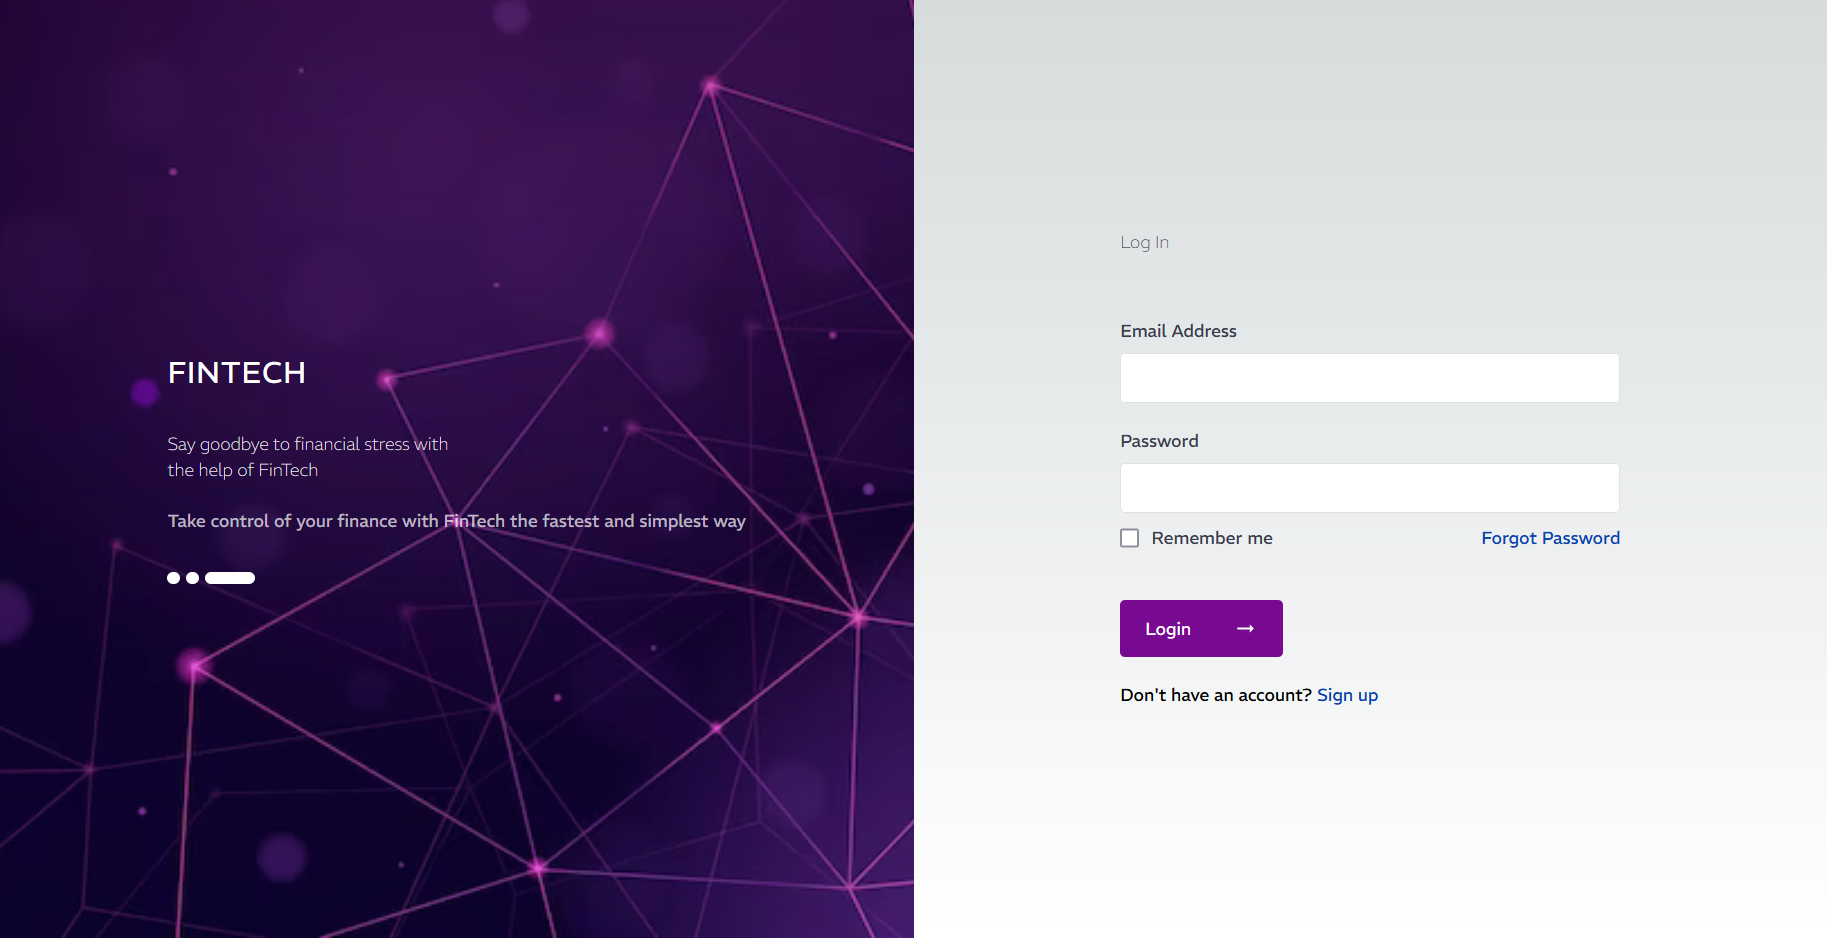 FINTECH
Say goodbye to financial stress with
the help of FinTech
Take control of your finance with FinTech the fastest and simplest way
Log In
Email Address
Password
Remember me
Forgot Password
Login →
Don't have an account? Sign up